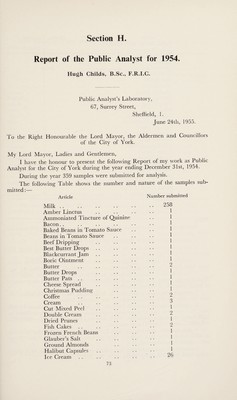 Section H.
Report of the Public Analyst for 1954.
Hugh Childs, B.Sc., F.R.I.C.
Public Analyst's Laboratory,
67, Surrey Street,
Sheffield, 1.
June 28th, 1955.
To the Right Honourable the Lord Mayor, the Aldermen and Councillors
of the City of York.
My Lord Mayor, Ladies and Gentlemen,
I have the honour to present the following Report of my work as Public
Analyst for the City of York during the year ending December 31st, 1954.
During the year 339 samples were submitted for analysis.
The following Table shows the number and nature of the samples sub-
mitted:—
Article Number submitted
Milk .. .. .. .. .. .. 258
Amber Linctus .. .. .. .. 1
Ammoniated Tincture of Quinine .. .. 1
Bacon .. .. .. .. .. 1
Baked Beans in Tomato Sauce .. .. 1
Beans in Tomato Sauce .. .. .. 1
Beef Dripping .. .. .. .. 1
Best Butter Drops .. .. .. .. 1
Blackcurrant Jam .. .. .. .. 1
Boric Ointment .. .. .. .. 1
Butter .. .. .. .. .. 2
Butter Drops .. .. .. .. 1
Butter Pats .. .. .. .. 1
Cheese Spread .. .. .. .. 1
Christmas Pudding .. .. .. .. 1
Coffee .. .. .. .. .. 2
Cream .. .. .. .. .. 3
Cut Mixed Peel .. .. .. .. 1
Double Cream .. .. .. .. 2
Dried Prunes .. .. .. .. 1
Fish Cakes .. .. .. .. 2
Frozen French Beans .. .. .. 1
Glauber's Salt .. .. .. .. 1
Ground Almonds .. .. .. .. 1
Halibut Capsules .. .. .. .. 1
Ice Cream .. .. .. .. .. 26